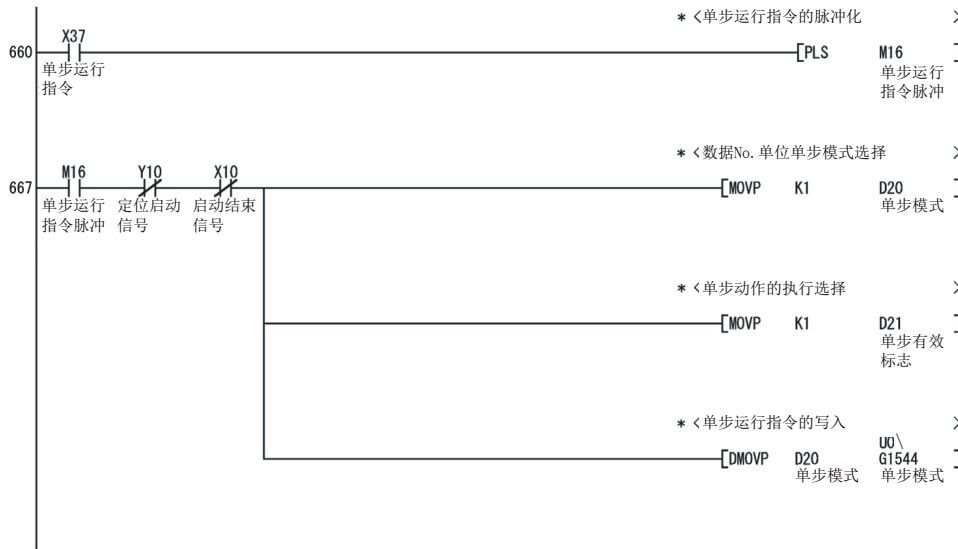 * <单步运行指令的脉冲化 >
X37
660 [PLS M16 ]
单步运行
指令
单步运行
指令脉冲
* <数据No.单位单步模式选择 >
M16 Y10 X10
667 [MOVP K1 D20 ]
单步运行
指令脉冲
定位启动
信号
启动结束
信号
单步模式
* <单步动作的执行选择 >
[MOVP K1 D21 ]
单步有效
标志
* <单步运行指令的写入 >
U0\
[DMOVP D20 G1544 ]
单步模式 单步模式